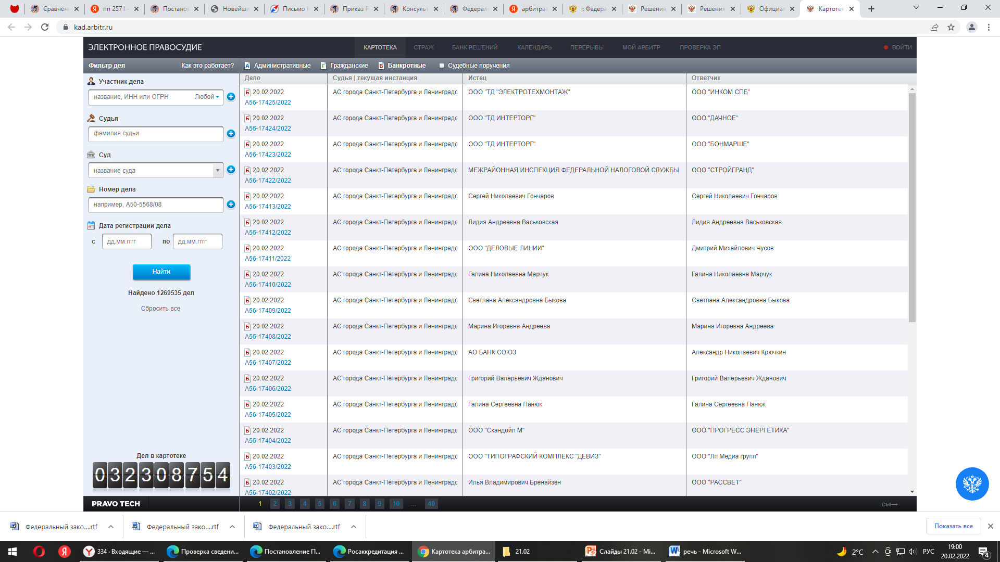 Сравнен
пп 2571 -
Постанов
Новейши
Письмо
Приказ Р
Консульт
Федерал
арбитраж
:: Федера
Решения
Решения
Официал
Картотек
kad.arbitr.ru
ЭЛЕКТРОННОЕ ПРАВОСУДИЕ
КАРТОТЕКА СТРАЖ БАНК РЕШЕНИЙ КАЛЕНДАРЬ ПЕРЕРЫВЫ МОЙ АРБИТР ПРОВЕРКА ЭП ВОЙТИ
Фильтр дел Как это работает?
А Административные Г Гражданские Б Банкротные Судебные поручения
Участник дела
название, ИНН или ОГРН Любой
Судья
фамилия судьи
Суд
название суда
Номер дела
например, А50-5568/08
Дата регистрации дела
с дд.мм.гггг по дд.мм.гггг
Найти
Найдено 1269535 дел
Сбросить все
Дел в картотеке
032308754
PRAVO TECH
Дело Судья | текущая инстанция Истец Ответчик
Б 20.02.2022 АС города Санкт-Петербурга и Ленинградс ООО "ТД "ЭЛЕКТРОТЕХМОНТАЖ" ООО "ИНКОМ СПБ"
А56-17425/2022
Б 20.02.2022 АС города Санкт-Петербурга и Ленинградс ООО "ТД ИНТЕРТОРГ" ООО "ДАЧНОЕ"
А56-17424/2022
Б 20.02.2022 АС города Санкт-Петербурга и Ленинградс ООО "ТД ИНТЕРТОРГ" ООО "БОНМАРШЕ"
А56-17423/2022
Б 20.02.2022 АС города Санкт-Петербурга и Ленинградс МЕЖРАЙОННАЯ ИНСПЕКЦИЯ ФЕДЕРАЛЬНОЙ НАЛОГОВОЙ СЛУЖБЫ ООО "СТРОЙГРАНД"
А56-17422/2022
Б 20.02.2022 АС города Санкт-Петербурга и Ленинградс Сергей Николаевич Гончаров Сергей Николаевич Гончаров
А56-17413/2022
Б 20.02.2022 АС города Санкт-Петербурга и Ленинградс Лидия Андреевна Васьковская Лидия Андреевна Васьковская
А56-17412/2022
Б 20.02.2022 АС города Санкт-Петербурга и Ленинградс ООО "ДЕЛОВЫЕ ЛИНИИ" Дмитрий Михайлович Чусов
А56-17411/2022
Б 20.02.2022 АС города Санкт-Петербурга и Ленинградс Галина Николаевна Марчук Галина Николаевна Марчук
А56-17410/2022
Б 20.02.2022 АС города Санкт-Петербурга и Ленинградс Светлана Александровна Быкова Светлана Александровна Быкова
А56-17409/2022
Б 20.02.2022 АС города Санкт-Петербурга и Ленинградс Марина Игоревна Андреева Марина Игоревна Андреева
А56-17408/2022
Б 20.02.2022 АС города Санкт-Петербурга и Ленинградс АО БАНК СОЮЗ Александр Николаевич Крючкин
А56-17407/2022
Б 20.02.2022 АС города Санкт-Петербурга и Ленинградс Григорий Валерьевич Жданович Григорий Валерьевич Жданович
А56-17406/2022
Б 20.02.2022 АС города Санкт-Петербурга и Ленинградс Галина Сергеевна Панюк Галина Сергеевна Панюк
А56-17405/2022
Б 20.02.2022 АС города Санкт-Петербурга и Ленинградс ООО "Скандойл М" ООО "ПРОГРЕСС ЭНЕРГЕТИКА"
А56-17404/2022
Б 20.02.2022 АС города Санкт-Петербурга и Ленинградс ООО "ТИПОГРАФСКИЙ КОМПЛЕКС "ДЕВИЗ" ООО "Лп Медиа групп"
А56-17403/2022
Б 20.02.2022 АС города Санкт-Петербурга и Ленинградс Илья Владимирович Бренайзен ООО "РАССВЕТ"
А56-17402/2022
1 2 3 4 5 6 7 8 9 10 ... 40 Ctrl→
Федеральный зако....rtf Федеральный зако....rtf Федеральный зако....rtf Показать все
334 · Входящие — ... Проверка сведени... Постановление П... Росаккредитация ... Картотека арбитра... 21.02 Слайды 21.02 - Mi... речь - Microsoft W... 2°C РУС 19:00
20.02.2022
4